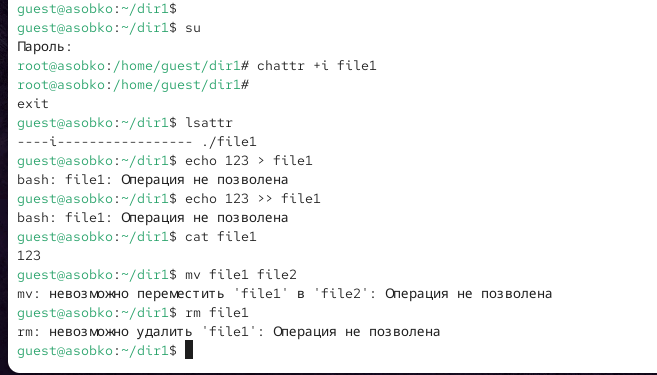 guest@asobko:~/dir1$
guest@asobko:~/dir1$ su
Пароль:
root@asobko:/home/guest/dir1# chattr +i file1
root@asobko:/home/guest/dir1#
exit
guest@asobko:~/dir1$ lsattr
----i----------------- ./file1
guest@asobko:~/dir1$ echo 123 > file1
bash: file1: Операция не позволена
guest@asobko:~/dir1$ echo 123 >> file1
bash: file1: Операция не позволена
guest@asobko:~/dir1$ cat file1
123
guest@asobko:~/dir1$ mv file1 file2
mv: невозможно переместить 'file1' в 'file2': Операция не позволена
guest@asobko:~/dir1$ rm file1
rm: невозможно удалить 'file1': Операция не позволена
guest@asobko:~/dir1$